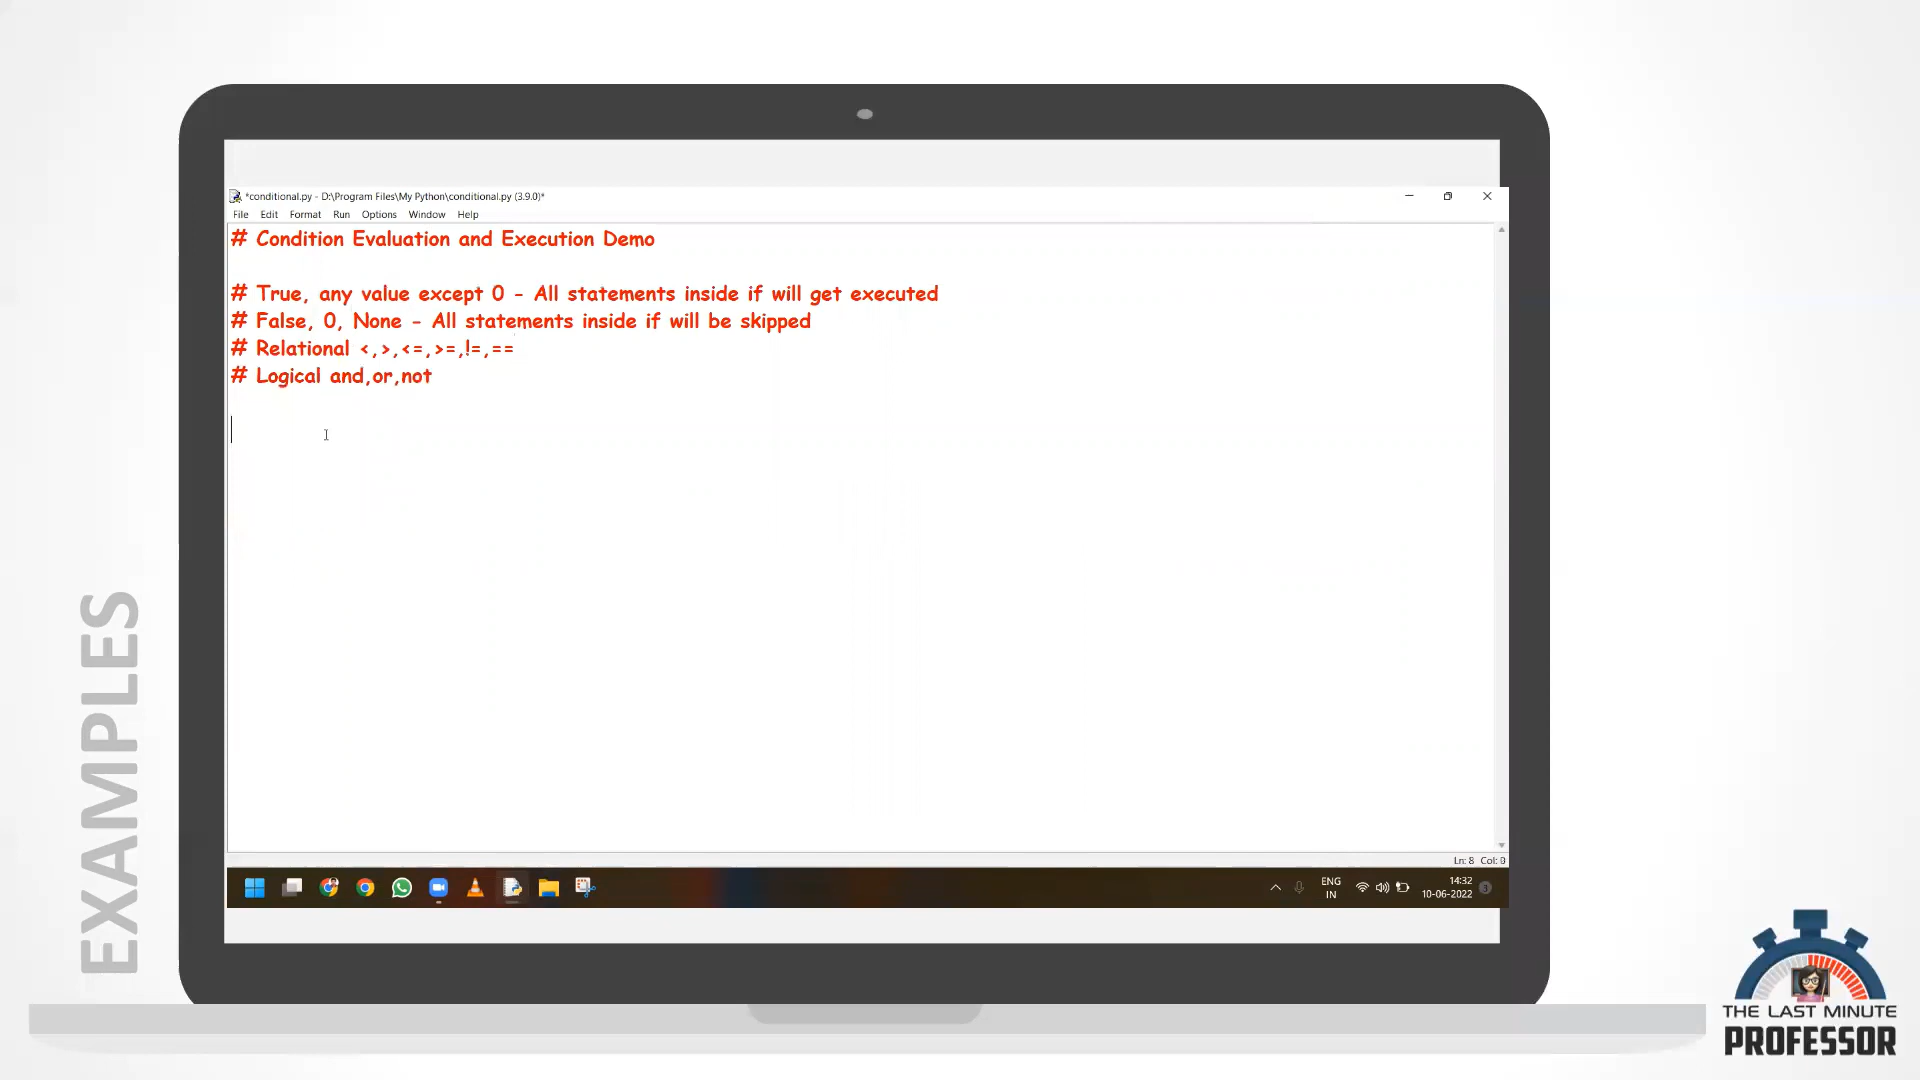 *conditional.py - D:\Program Files\My Python\conditional.py (3.9.0)*
File Edit Format Run Options Window Help
# Condition Evaluation and Execution Demo
# True, any value except 0 - All statements inside if will get executed
# False, 0, None - All statements inside if will be skipped
# Relational <,>,<=,>=,!=,==
# Logical and,or,not
Ln: 8 Col: 0
ENG
IN
14:32
10-06-2022
3
EXAMPLES
THE LAST MINUTE
PROFESSOR